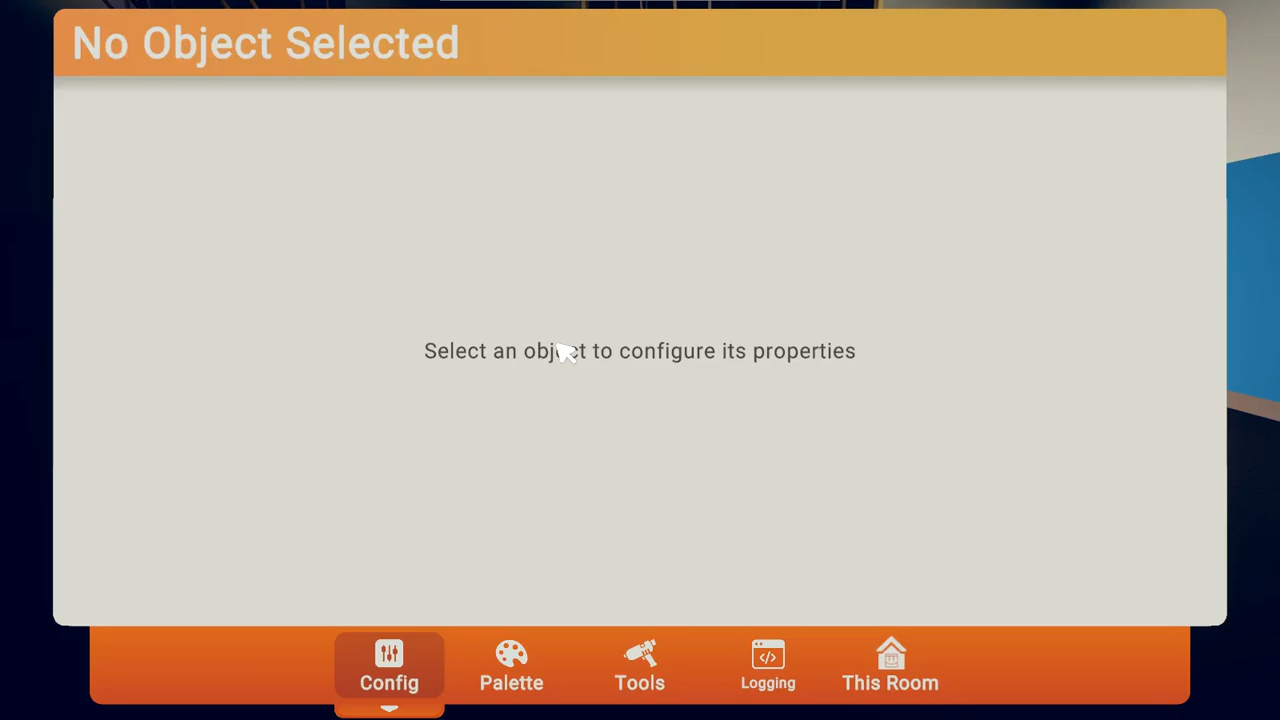 No Object Selected
Select an object to configure its properties
Config
Palette
Tools
Logging
This Room